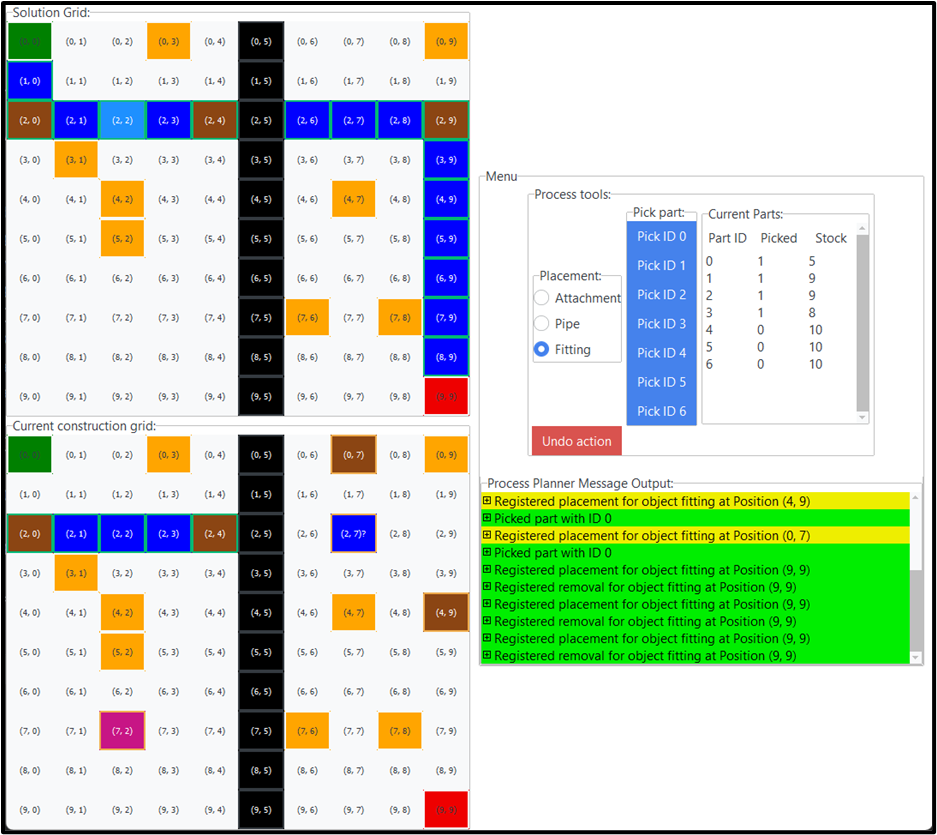 Solution Grid:
(0, 0) (0, 1) (0, 2) (0, 3) (0, 4) (0, 5) (0, 6) (0, 7) (0, 8) (0, 9)
(1, 0) (1, 1) (1, 2) (1, 3) (1, 4) (1, 5) (1, 6) (1, 7) (1, 8) (1, 9)
(2, 0) (2, 1) (2, 2) (2, 3) (2, 4) (2, 5) (2, 6) (2, 7) (2, 8) (2, 9)
(3, 0) (3, 1) (3, 2) (3, 3) (3, 4) (3, 5) (3, 6) (3, 7) (3, 8) (3, 9)
(4, 0) (4, 1) (4, 2) (4, 3) (4, 4) (4, 5) (4, 6) (4, 7) (4, 8) (4, 9)
(5, 0) (5, 1) (5, 2) (5, 3) (5, 4) (5, 5) (5, 6) (5, 7) (5, 8) (5, 9)
(6, 0) (6, 1) (6, 2) (6, 3) (6, 4) (6, 5) (6, 6) (6, 7) (6, 8) (6, 9)
(7, 0) (7, 1) (7, 2) (7, 3) (7, 4) (7, 5) (7, 6) (7, 7) (7, 8) (7, 9)
(8, 0) (8, 1) (8, 2) (8, 3) (8, 4) (8, 5) (8, 6) (8, 7) (8, 8) (8, 9)
(9, 0) (9, 1) (9, 2) (9, 3) (9, 4) (9, 5) (9, 6) (9, 7) (9, 8) (9, 9)
Current construction grid:
(0, 0) (0, 1) (0, 2) (0, 3) (0, 4) (0, 5) (0, 6) (0, 7) (0, 8) (0, 9)
(1, 0) (1, 1) (1, 2) (1, 3) (1, 4) (1, 5) (1, 6) (1, 7) (1, 8) (1, 9)
(2, 0) (2, 1) (2, 2) (2, 3) (2, 4) (2, 5) (2, 6) (2, 7)? (2, 8) (2, 9)
(3, 0) (3, 1) (3, 2) (3, 3) (3, 4) (3, 5) (3, 6) (3, 7) (3, 8) (3, 9)
(4, 0) (4, 1) (4, 2) (4, 3) (4, 4) (4, 5) (4, 6) (4, 7) (4, 8) (4, 9)
(5, 0) (5, 1) (5, 2) (5, 3) (5, 4) (5, 5) (5, 6) (5, 7) (5, 8) (5, 9)
(6, 0) (6, 1) (6, 2) (6, 3) (6, 4) (6, 5) (6, 6) (6, 7) (6, 8) (6, 9)
(7, 0) (7, 1) (7, 2) (7, 3) (7, 4) (7, 5) (7, 6) (7, 7) (7, 8) (7, 9)
(8, 0) (8, 1) (8, 2) (8, 3) (8, 4) (8, 5) (8, 6) (8, 7) (8, 8) (8, 9)
(9, 0) (9, 1) (9, 2) (9, 3) (9, 4) (9, 5) (9, 6) (9, 7) (9, 8) (9, 9)
Menu
Process tools:
Placement:
Attachment
Pipe
Fitting
Pick part:
Pick ID 0
Pick ID 1
Pick ID 2
Pick ID 3
Pick ID 4
Pick ID 5
Pick ID 6
Current Parts:
Part ID Picked Stock
0 1 5
1 1 9
2 1 9
3 1 8
4 0 10
5 0 10
6 0 10
Undo action
Process Planner Message Output:
Registered placement for object fitting at Position (4, 9)
Picked part with ID 0
Registered placement for object fitting at Position (0, 7)
Picked part with ID 0
Registered placement for object fitting at Position (9, 9)
Registered removal for object fitting at Position (9, 9)
Registered placement for object fitting at Position (9, 9)
Registered removal for object fitting at Position (9, 9)
Registered placement for object fitting at Position (9, 9)
Registered removal for object fitting at Position (9, 9)